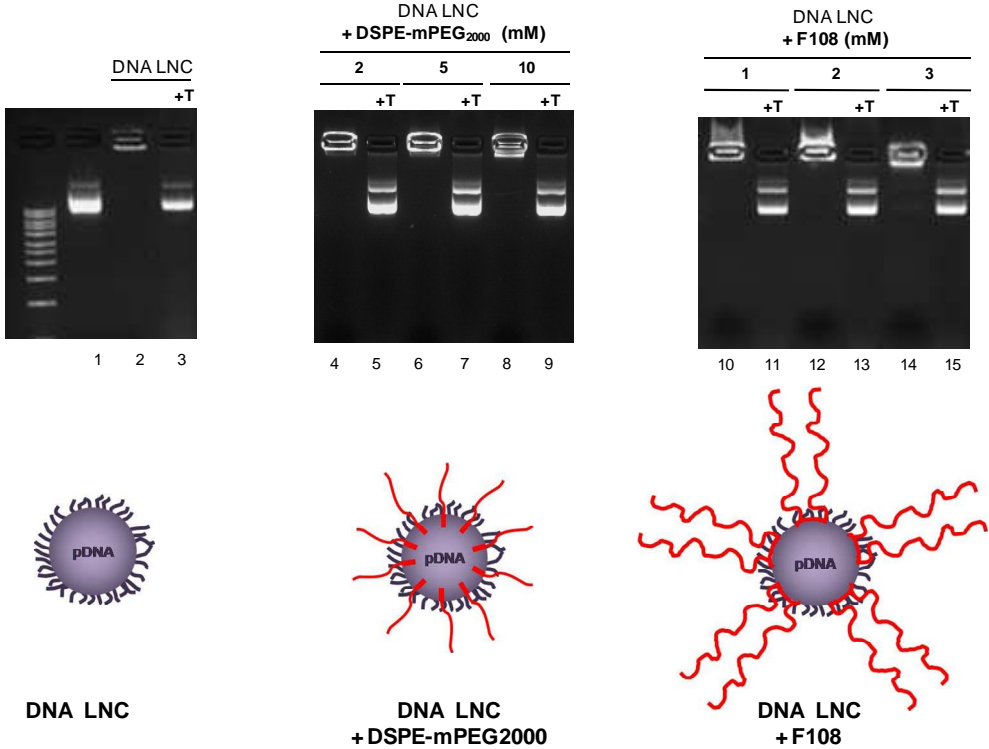 DNA LNC
+T
1 2 3
DNA LNC
+ DSPE-mPEG2000 (mM)
2 5 10
+T +T +T
4 5 6 7 8 9
DNA LNC
+ F108 (mM)
1 2 3
+T +T +T
10 11 12 13 14 15
pDNA
DNA LNC
pDNA
DNA LNC
+ DSPE-mPEG2000
pDNA
DNA LNC
+ F108